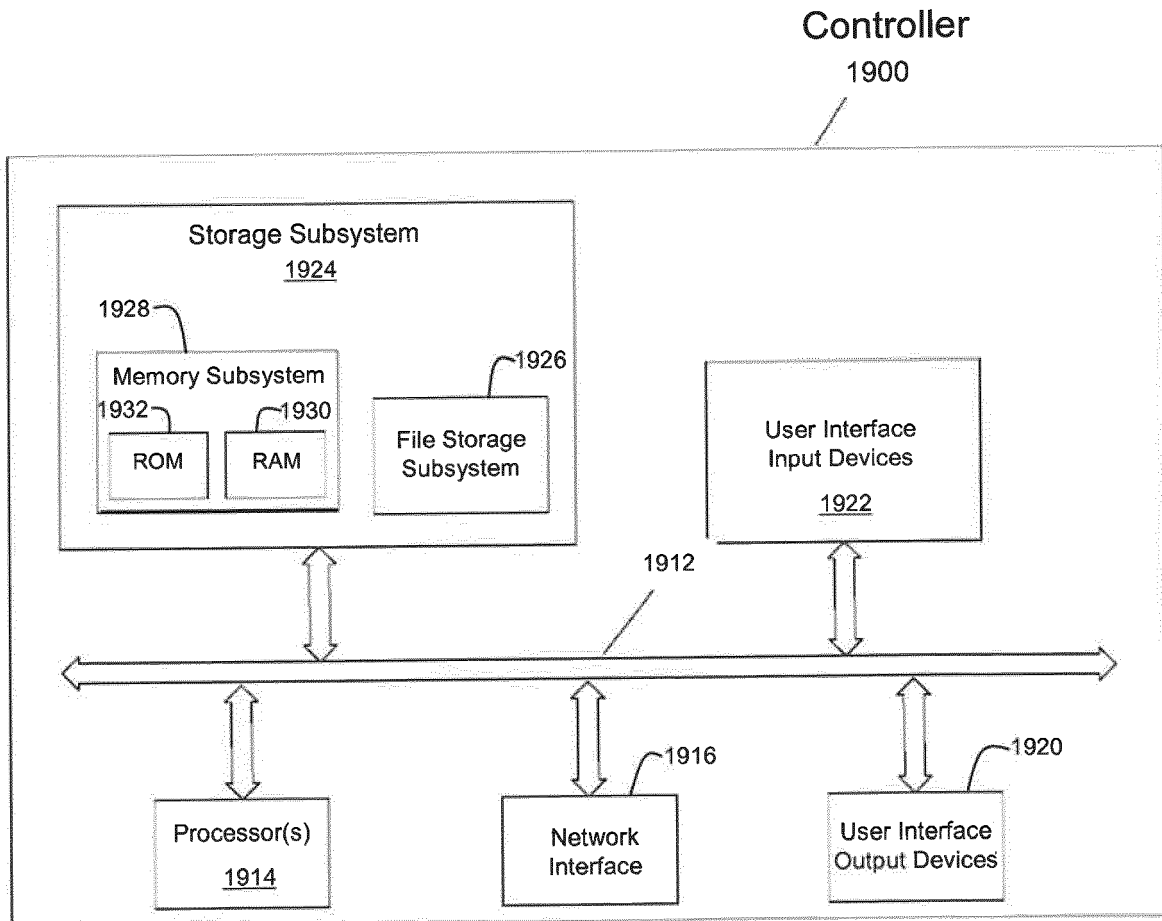 Controller
1900
Storage Subsystem
1924
1928
Memory Subsystem
1932
1930
ROM
RAM
1926
File Storage
Subsystem
User Interface
Input Devices
1922
1912
Processor(s)
1914
1916
Network
Interface
1920
User Interface
Output Devices